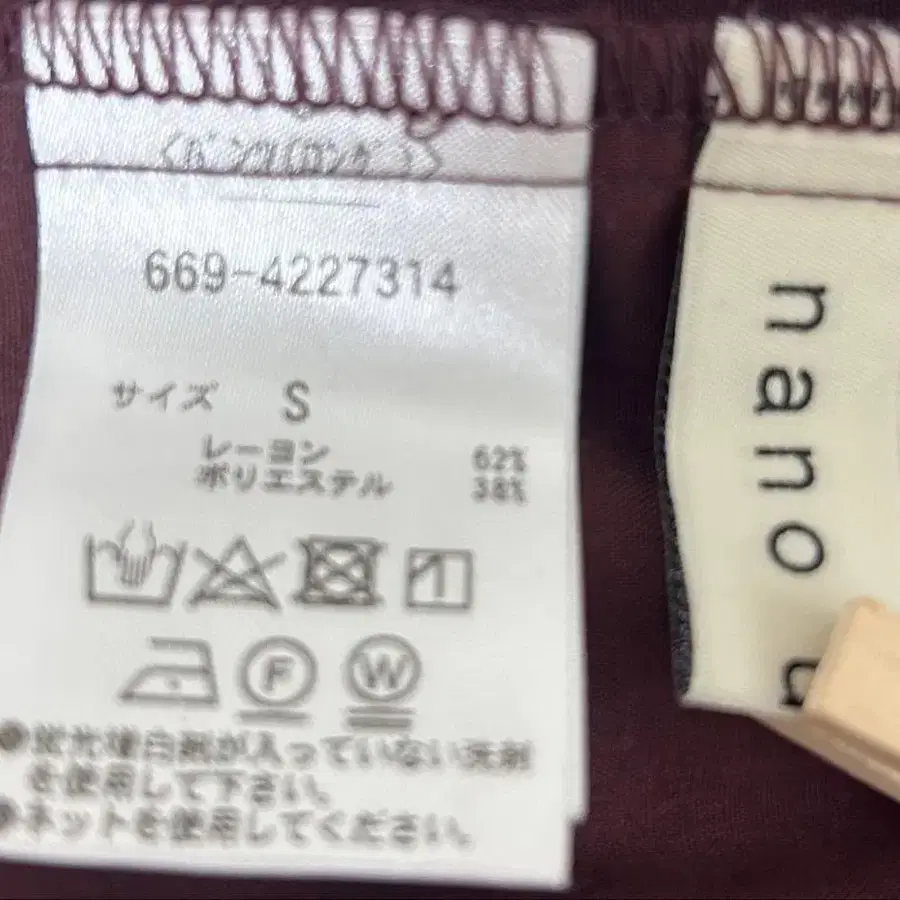 669-4227314
サイズ S
レーヨン 62%
ポリエステル 38%
F
W
●蛍光増白剤が入っていない洗剤
を使用して下さい。
●ネットを使用してください。
nano u